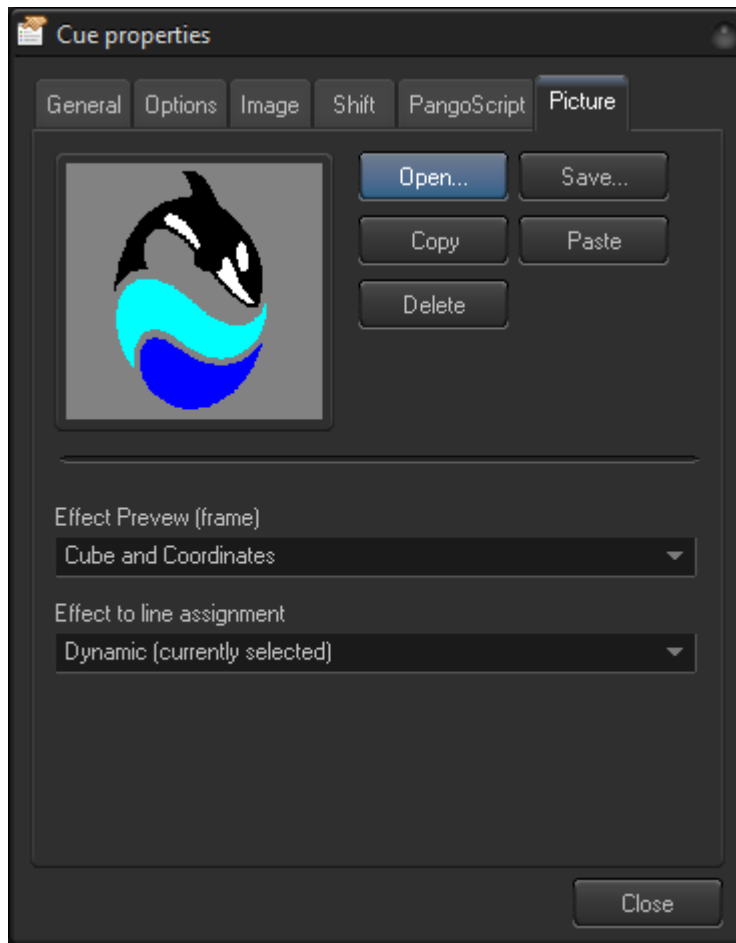 Cue properties
General Options Image Shift PangoScript Picture
Open... Save...
Copy Paste
Delete
Effect Prevew (frame)
Cube and Coordinates
Effect to line assignment
Dynamic (currently selected)
Close